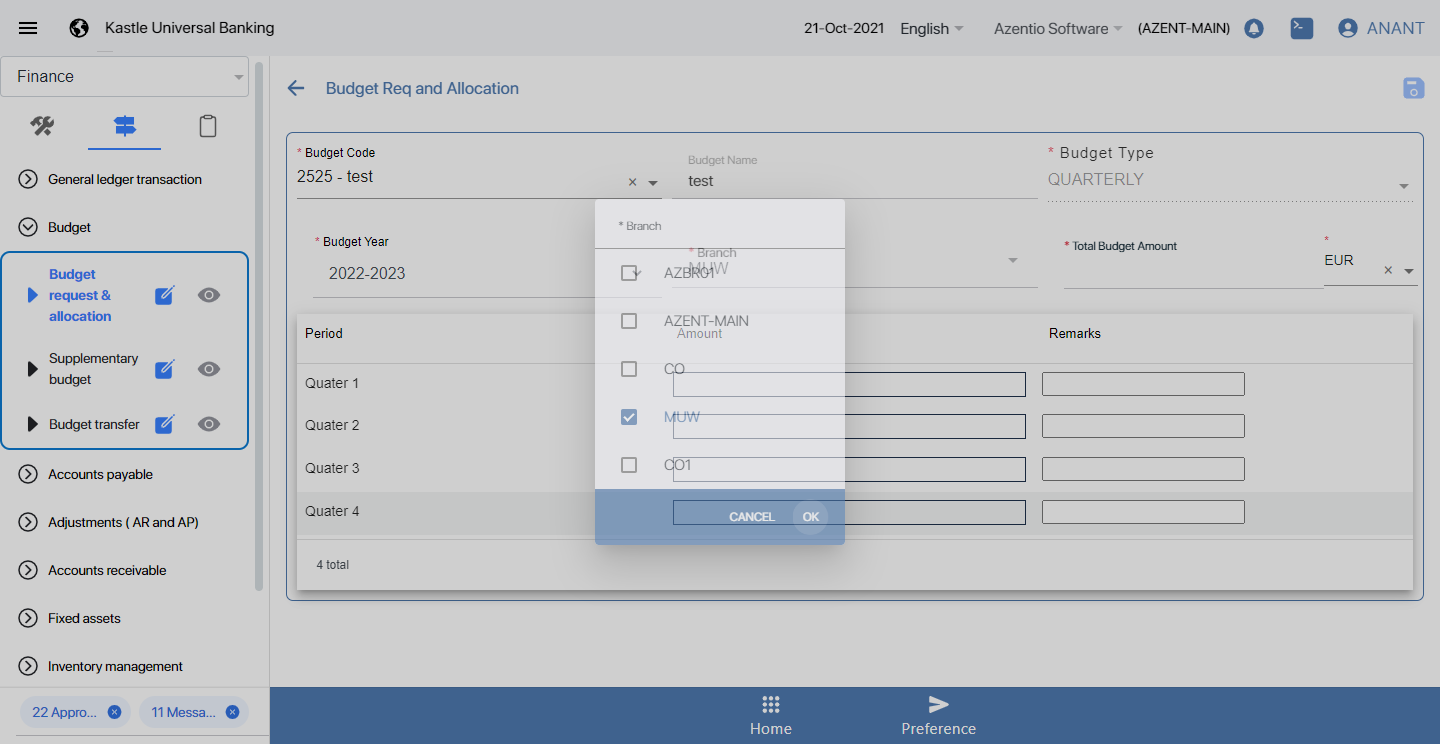 Kastle Universal Banking
21-Oct-2021
English
Azentio Software
(AZENT-MAIN)
ANANT
Finance
General ledger transaction
Budget
Budget
request &
allocation
Supplementary
budget
Budget transfer
Accounts payable
Adjustments ( AR and AP)
Accounts receivable
Fixed assets
Inventory management
22 Appro...
11 Messa...
Budget Req and Allocation
* Budget Code
2525 - test
Budget Name
test
* Budget Type
QUARTERLY
* Budget Year
2022-2023
* Branch
MUW
* Total Budget Amount
*
EUR
Period
Amount
Remarks
Quater 1
Quater 2
Quater 3
Quater 4
4 total
* Branch
AZBRG1
AZENT-MAIN
CO
MUW
CO1
CANCEL
OK
Home
Preference